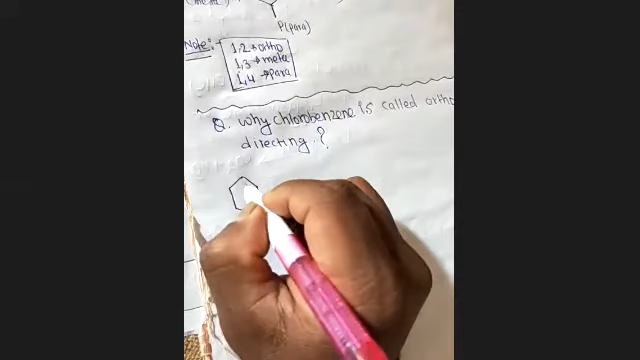 P(para)
Note:-
1,2 → ortho
1,3 → meta
1,4 → para
Q. why chlorobenzene is called ortho
directing ?